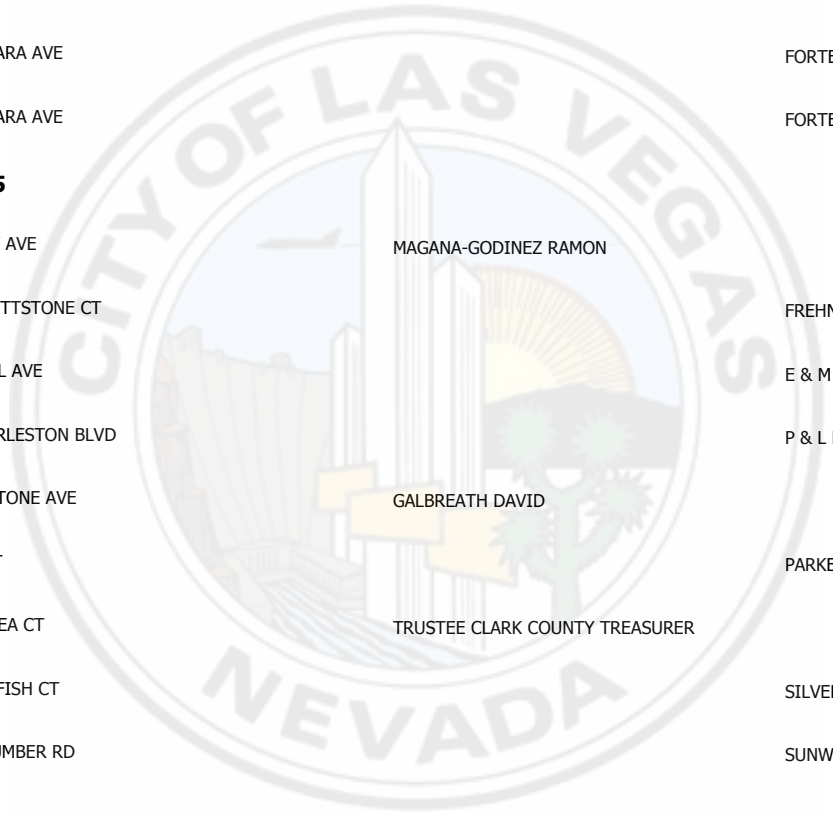 ARA AVE FORTE
ARA AVE FORTE
5
AVE MAGANA-GODINEZ RAMON
TTSTONE CT FREHN
L AVE E & M
RLESTON BLVD P & L
TONE AVE GALBREATH DAVID
PARKE
EA CT TRUSTEE CLARK COUNTY TREASURER
FISH CT SILVER
UMBER RD SUNW
CITY OF LAS VEGAS
NEVADA